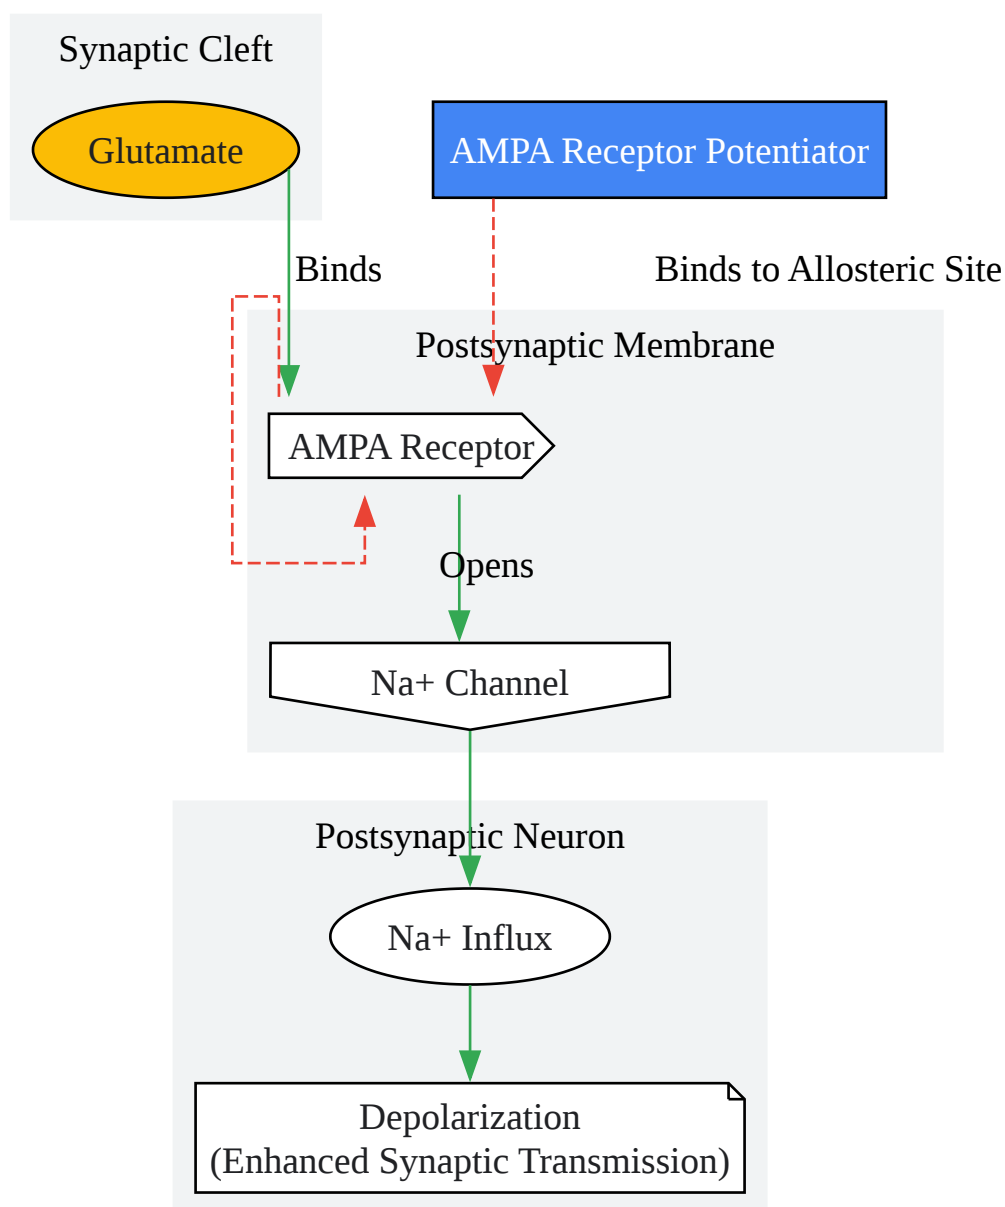 Synaptic Cleft
Glutamate
AMPA Receptor Potentiator
Binds
Binds to Allosteric Site
Postsynaptic Membrane
AMPA Receptor
Opens
Na+ Channel
Postsynaptic Neuron
Na+ Influx
Depolarization
(Enhanced Synaptic Transmission)